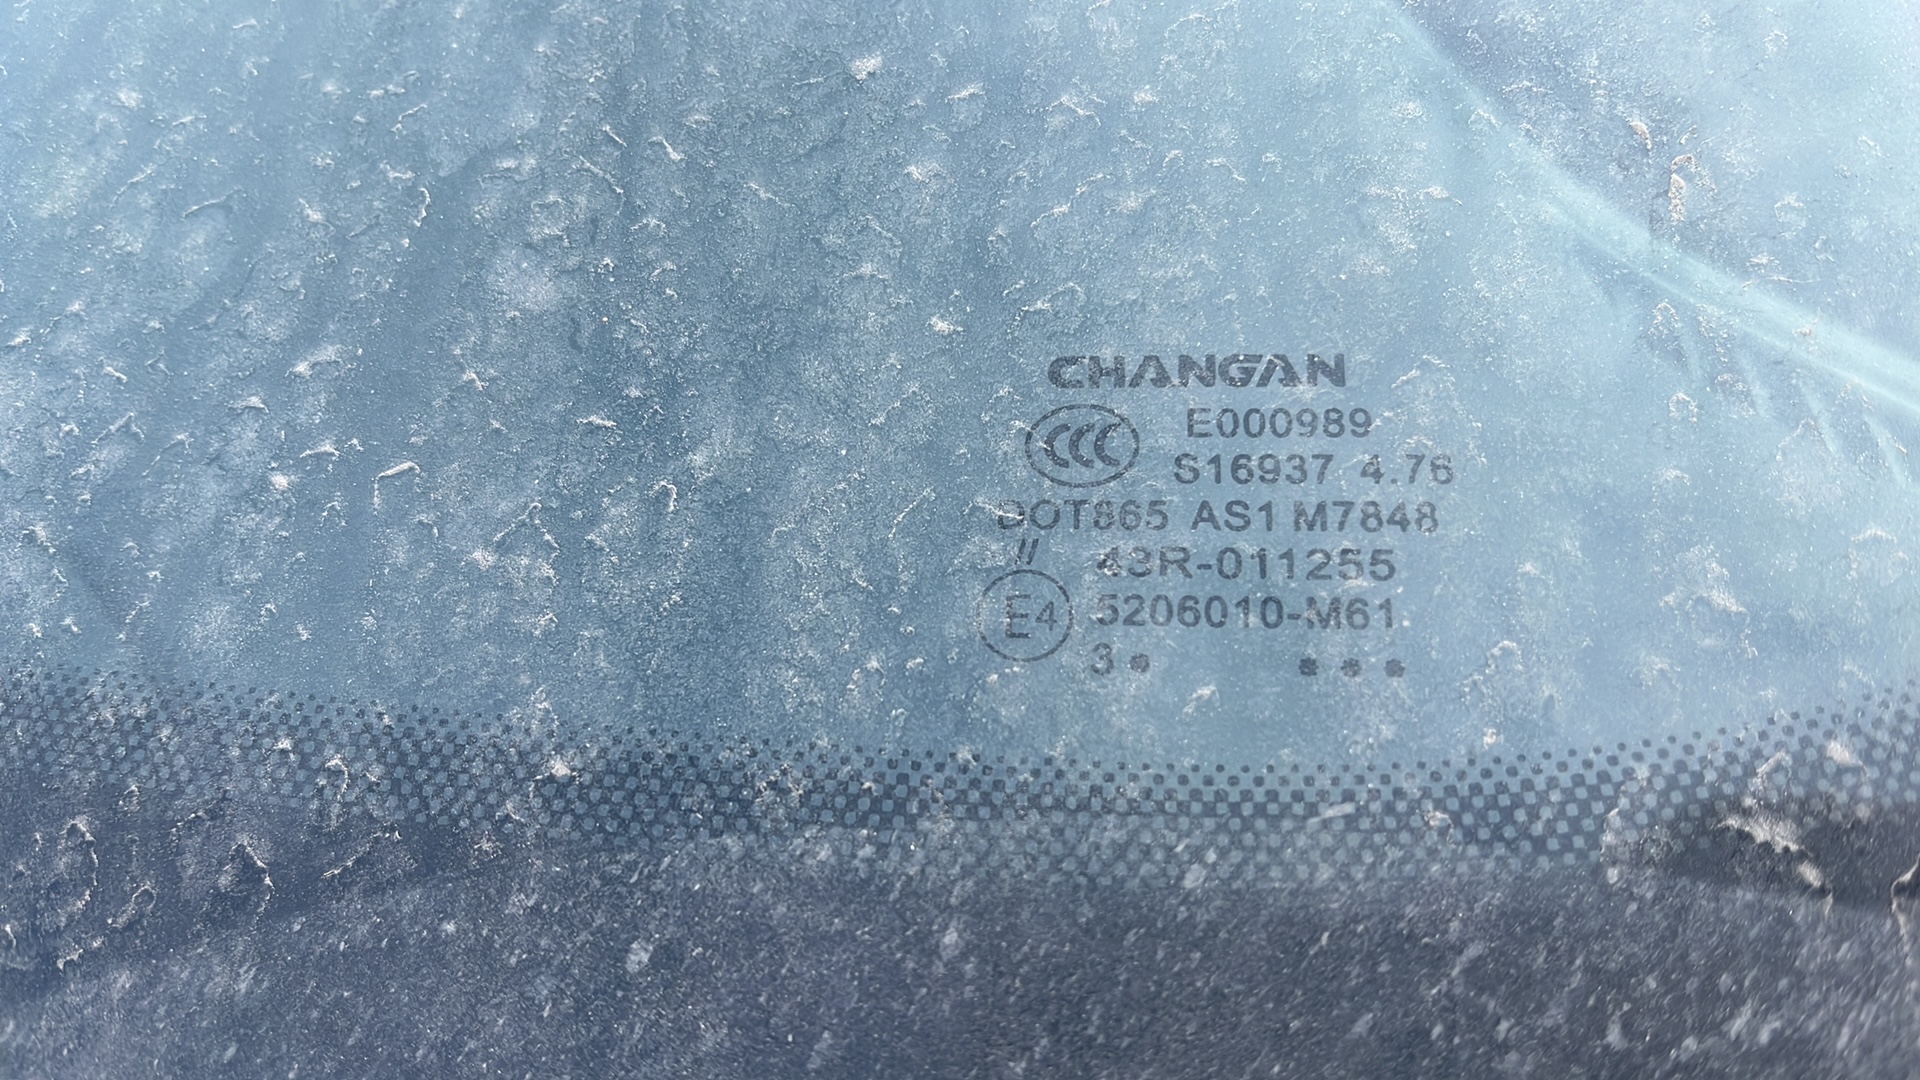 CHANGAN
CCC E000989
S16937 4.76
DOT865 AS1 M7848
// 43R-011255
E4 5206010-M61
3